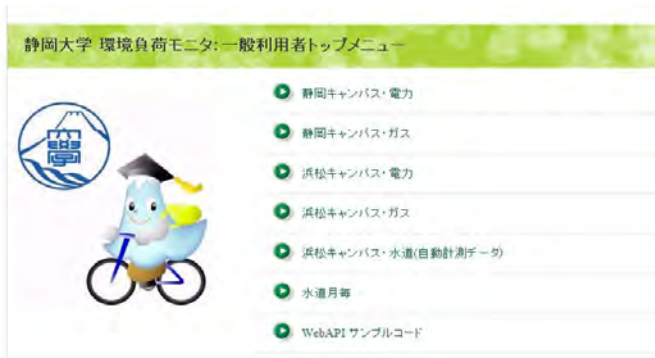 静岡大学 環境負荷モニタ:一般利用者トップメニュー
静岡キャンパス・電力
静岡キャンパス・ガス
浜松キャンパス・電力
浜松キャンパス・ガス
浜松キャンパス・水道(自動計測データ)
水道月毎
WebAPI サンプルコード
大學